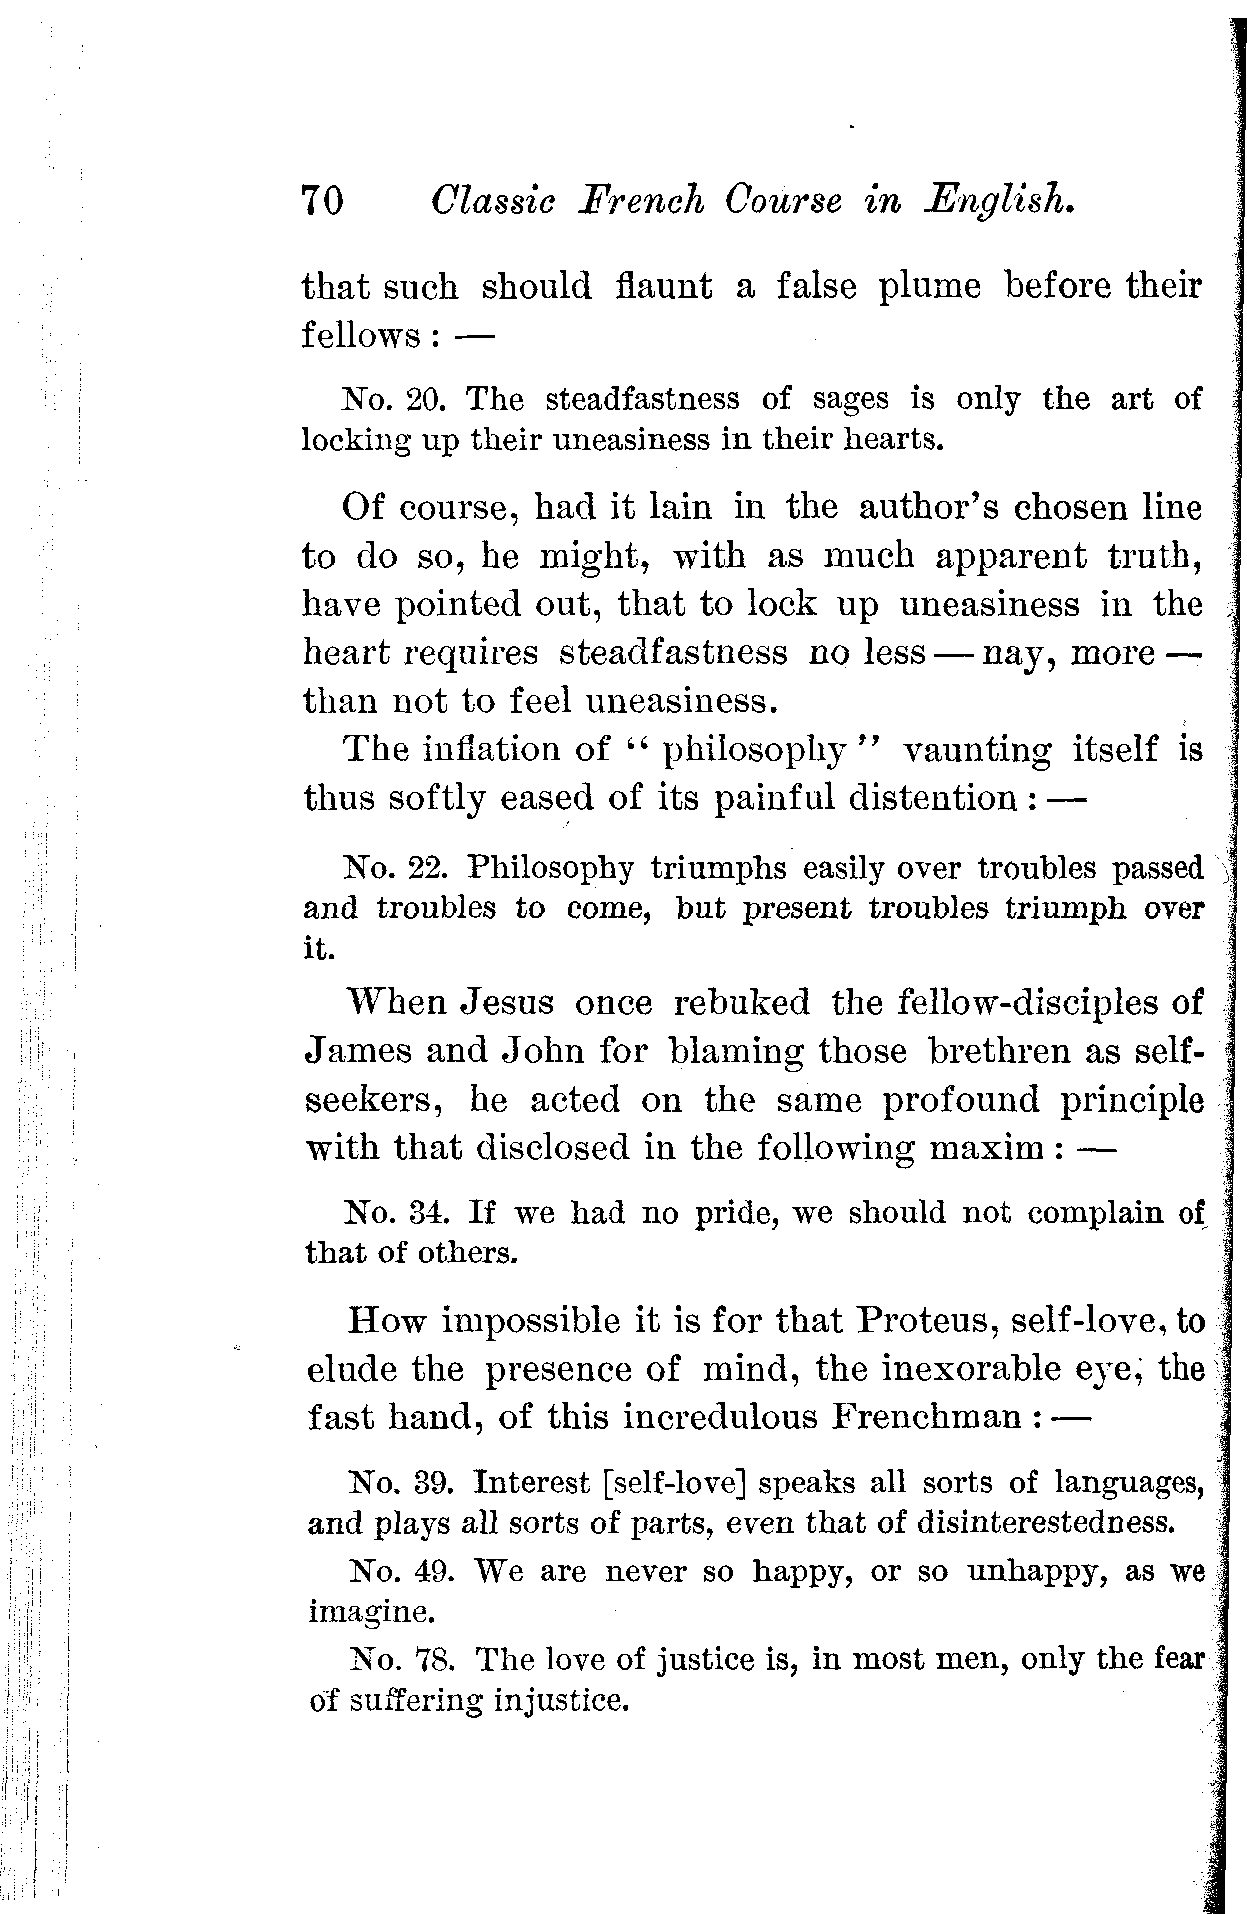 70 Classic French Course in English.
that such should flaunt a false plume before their
fellows : —
No. 20. The steadfastness of sages is only the art of
locking up their uneasiness in their hearts.
Of course, had it lain in the author's chosen line
to do so, he might, with as much apparent truth,
have pointed out, that to lock up uneasiness in the
heart requires steadfastness no less — nay, more —
than not to feel uneasiness.
The inflation of “ philosophy ” vaunting itself is
thus softly eased of its painful distention : —
No. 22. Philosophy triumphs easily over troubles passed
and troubles to come, but present troubles triumph over
it.
When Jesus once rebuked the fellow-disciples of
James and John for blaming those brethren as self-
seekers, he acted on the same profound principle
with that disclosed in the following maxim : —
No. 34. If we had no pride, we should not complain of
that of others.
How impossible it is for that Proteus, self-love, to
elude the presence of mind, the inexorable eye, the
fast hand, of this incredulous Frenchman : —
No. 39. Interest [self-love] speaks all sorts of languages,
and plays all sorts of parts, even that of disinterestedness.
No. 49. We are never so happy, or so unhappy, as we
imagine.
No. 78. The love of justice is, in most men, only the fear
of suffering injustice.